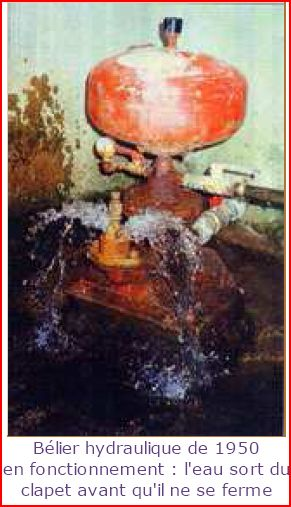 Bélier hydraulique de 1950
en fonctionnement : l'eau sort du
clapet avant qu'il ne se ferme